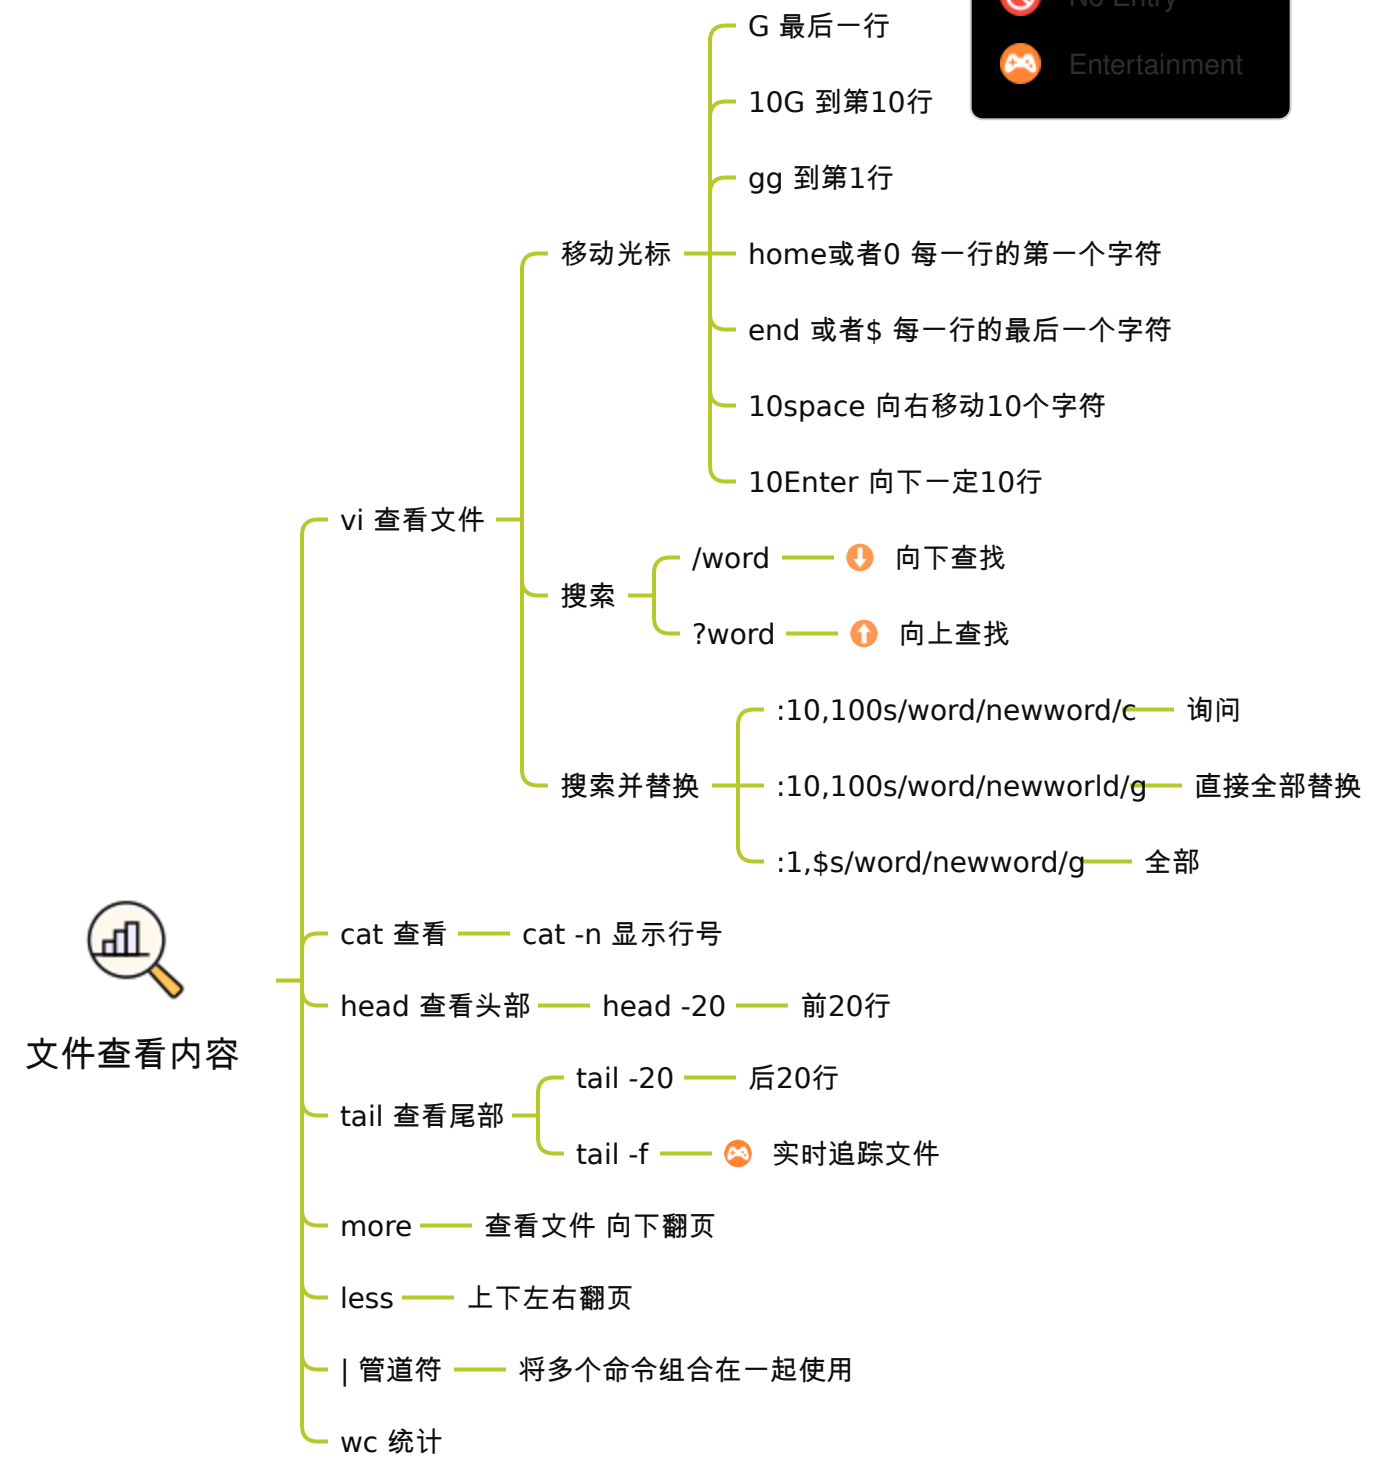 No Entry
Entertainment
G 最后一行
10G 到第10行
gg 到第1行
移动光标
home或者0 每一行的第一个字符
end 或者$ 每一行的最后一个字符
10space 向右移动10个字符
10Enter 向下一定10行
vi 查看文件
/word
向下查找
搜索
?word
向上查找
:10,100s/word/newword/c
询问
搜索并替换
:10,100s/word/newworld/g
直接全部替换
:1,$s/word/newword/g
全部
cat 查看
cat -n 显示行号
head 查看头部
head -20
前20行
文件查看内容
tail -20
后20行
tail 查看尾部
tail -f
实时追踪文件
more
查看文件 向下翻页
less
上下左右翻页
| 管道符
将多个命令组合在一起使用
wc 统计